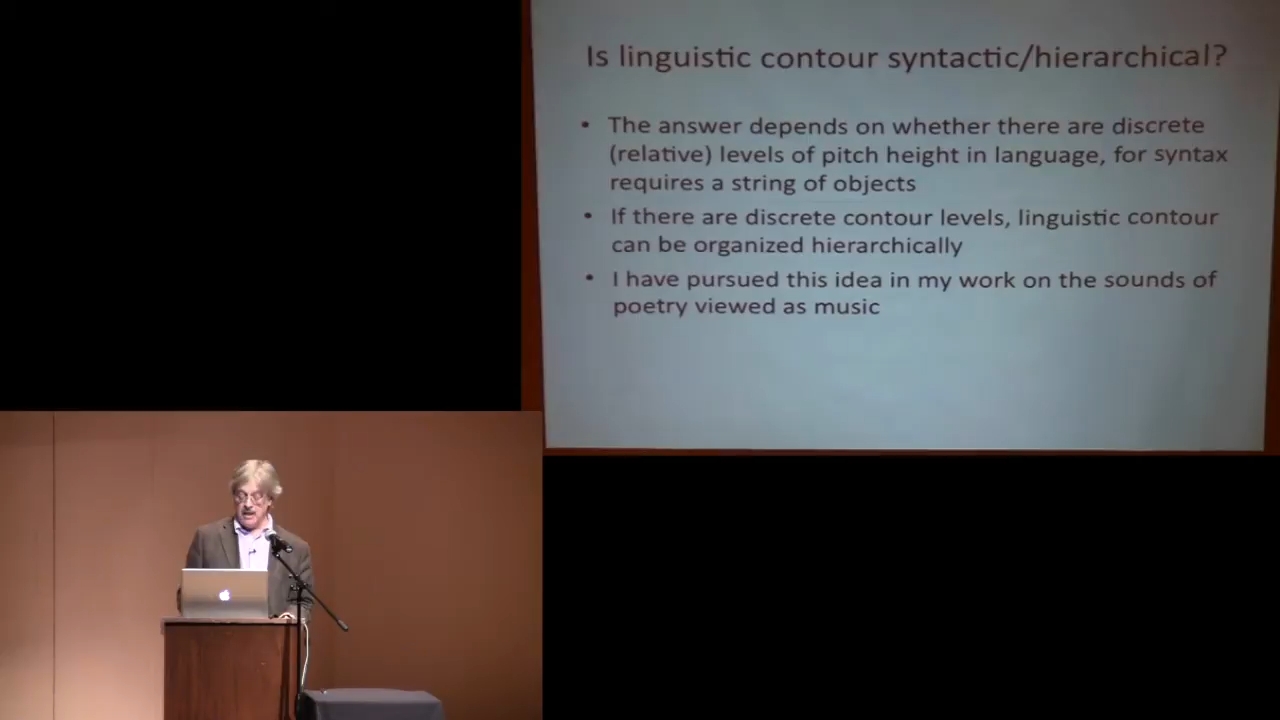 Is linguistic contour syntactic/hierarchical?
• The answer depends on whether there are discrete
(relative) levels of pitch height in language, for syntax
requires a string of objects
• If there are discrete contour levels, linguistic contour
can be organized hierarchically
• I have pursued this idea in my work on the sounds of
poetry viewed as music